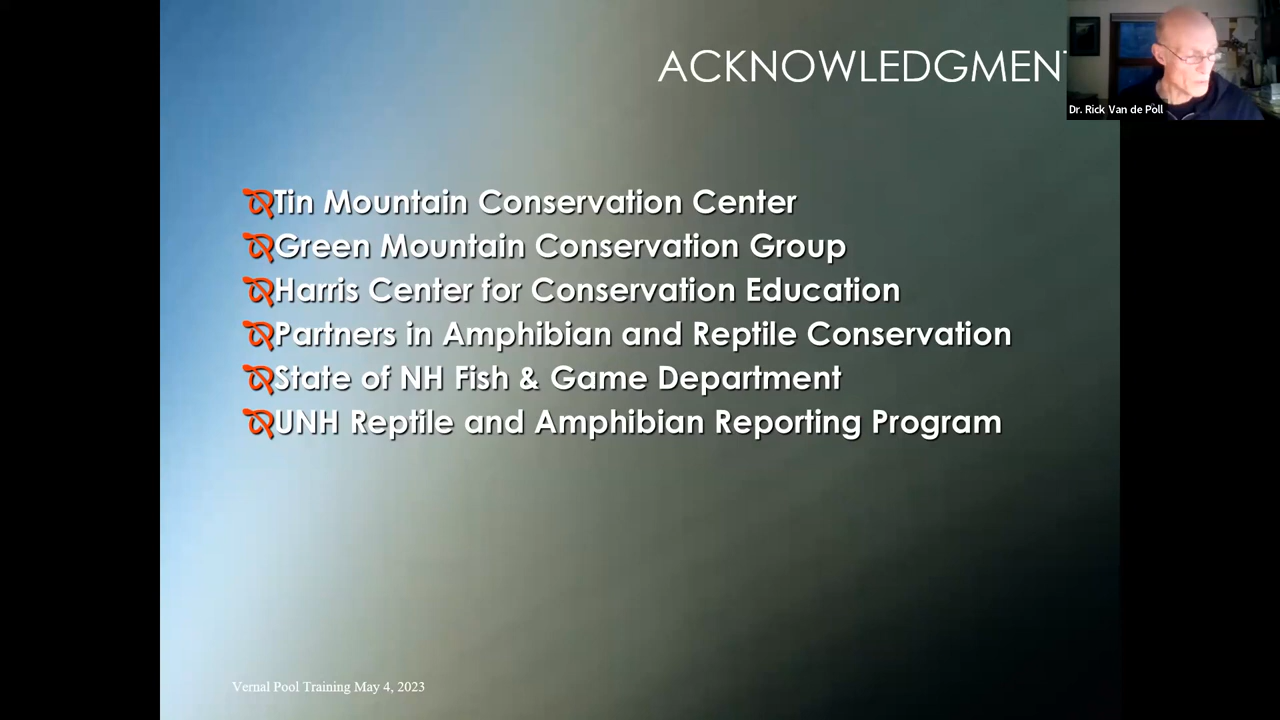 ACKNOWLEDGMENT
Dr. Rick Van de Poll
Tin Mountain Conservation Center
Green Mountain Conservation Group
Harris Center for Conservation Education
Partners in Amphibian and Reptile Conservation
State of NH Fish & Game Department
UNH Reptile and Amphibian Reporting Program
Vernal Pool Training May 4, 2023